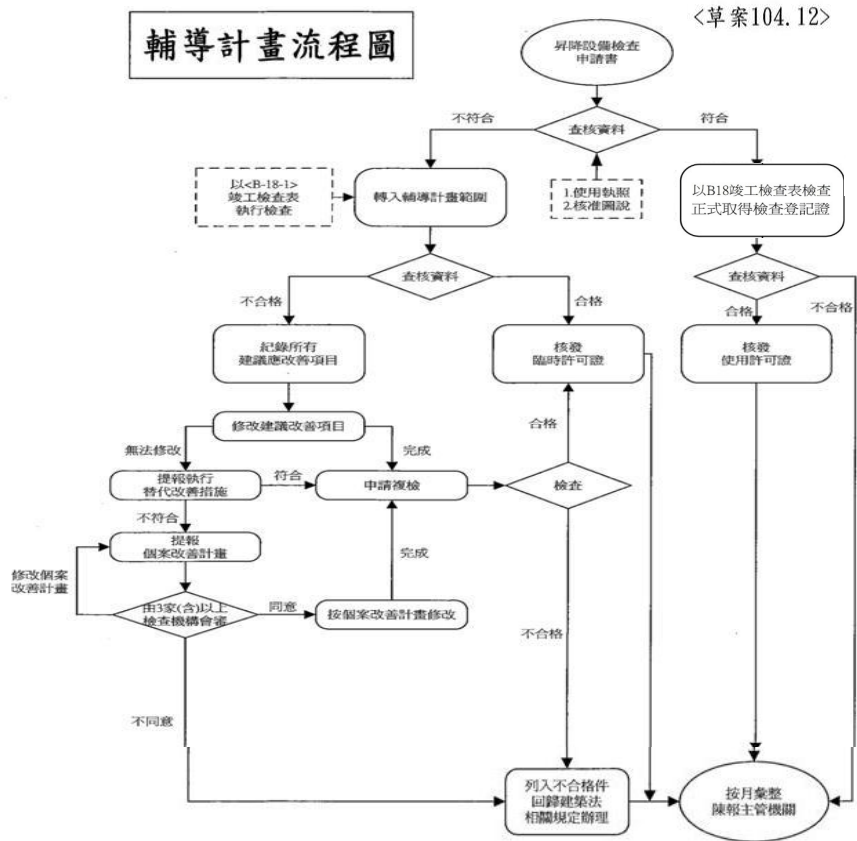 <草案104.12>
輔導計畫流程圖
昇降設備檢查
申請書
不符合
查核資料
符合
以<B-18-1>
竣工檢查表
執行檢查
轉入輔導計畫範圍
1.使用執照
2.核准圖說
以B18竣工檢查表檢查
正式取得檢查登記證
查核資料
查核資料
不合格
合格
合格
不合格
紀錄所有
建議應改善項目
核發
臨時許可證
核發
使用許可證
修改建議改善項目
合格
無法修改
完成
提報執行
替代改善措施
符合
申請複檢
檢查
不符合
提報
個案改善計畫
完成
修改個案
改善計畫
由3家(含)以上
檢查機構會審
同意
按個案改善計畫修改
不合格
不同意
列入不合格件
回歸建築法
相關規定辦理
按月彙整
陳報主管機關